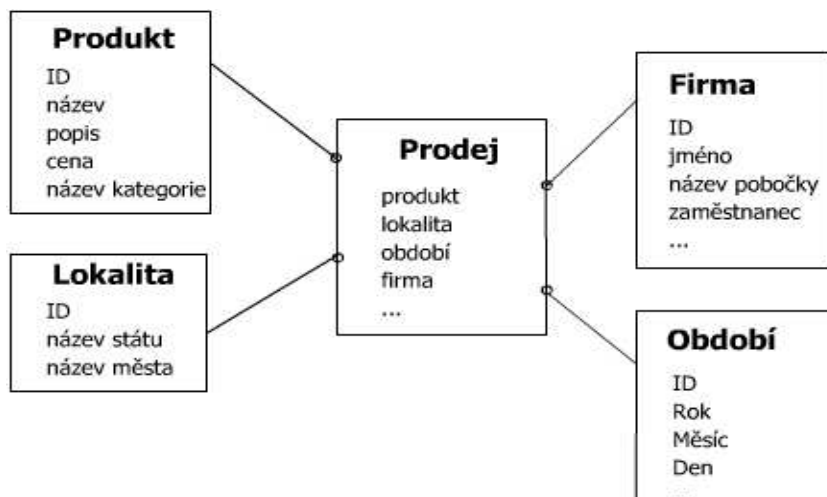 Produkt
ID
název
popis
cena
název kategorie
Lokalita
ID
název státu
název města
Prodej
produkt
lokalita
období
firma
...
Firma
ID
jméno
název pobočky
zaměstnanec
...
Období
ID
Rok
Měsíc
Den